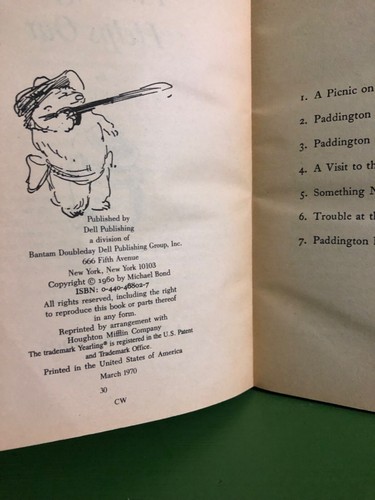 Published by
Dell Publishing
a division of
Bantam Doubleday Dell Publishing Group, Inc.
666 Fifth Avenue
New York, New York 10103
Copyright © 1960 by Michael Bond
ISBN: 0-440-46802-7
All rights reserved, including the right
to reproduce this book or parts thereof
in any form.
Reprinted by arrangement with
Houghton Mifflin Company
The trademark Yearling® is registered in the U.S. Patent
and Trademark Office.
Printed in the United States of America
March 1970
30
CW
1. A Picnic on
2. Paddington
3. Paddington
4. A Visit to th
5. Something N
6. Trouble at th
7. Paddington